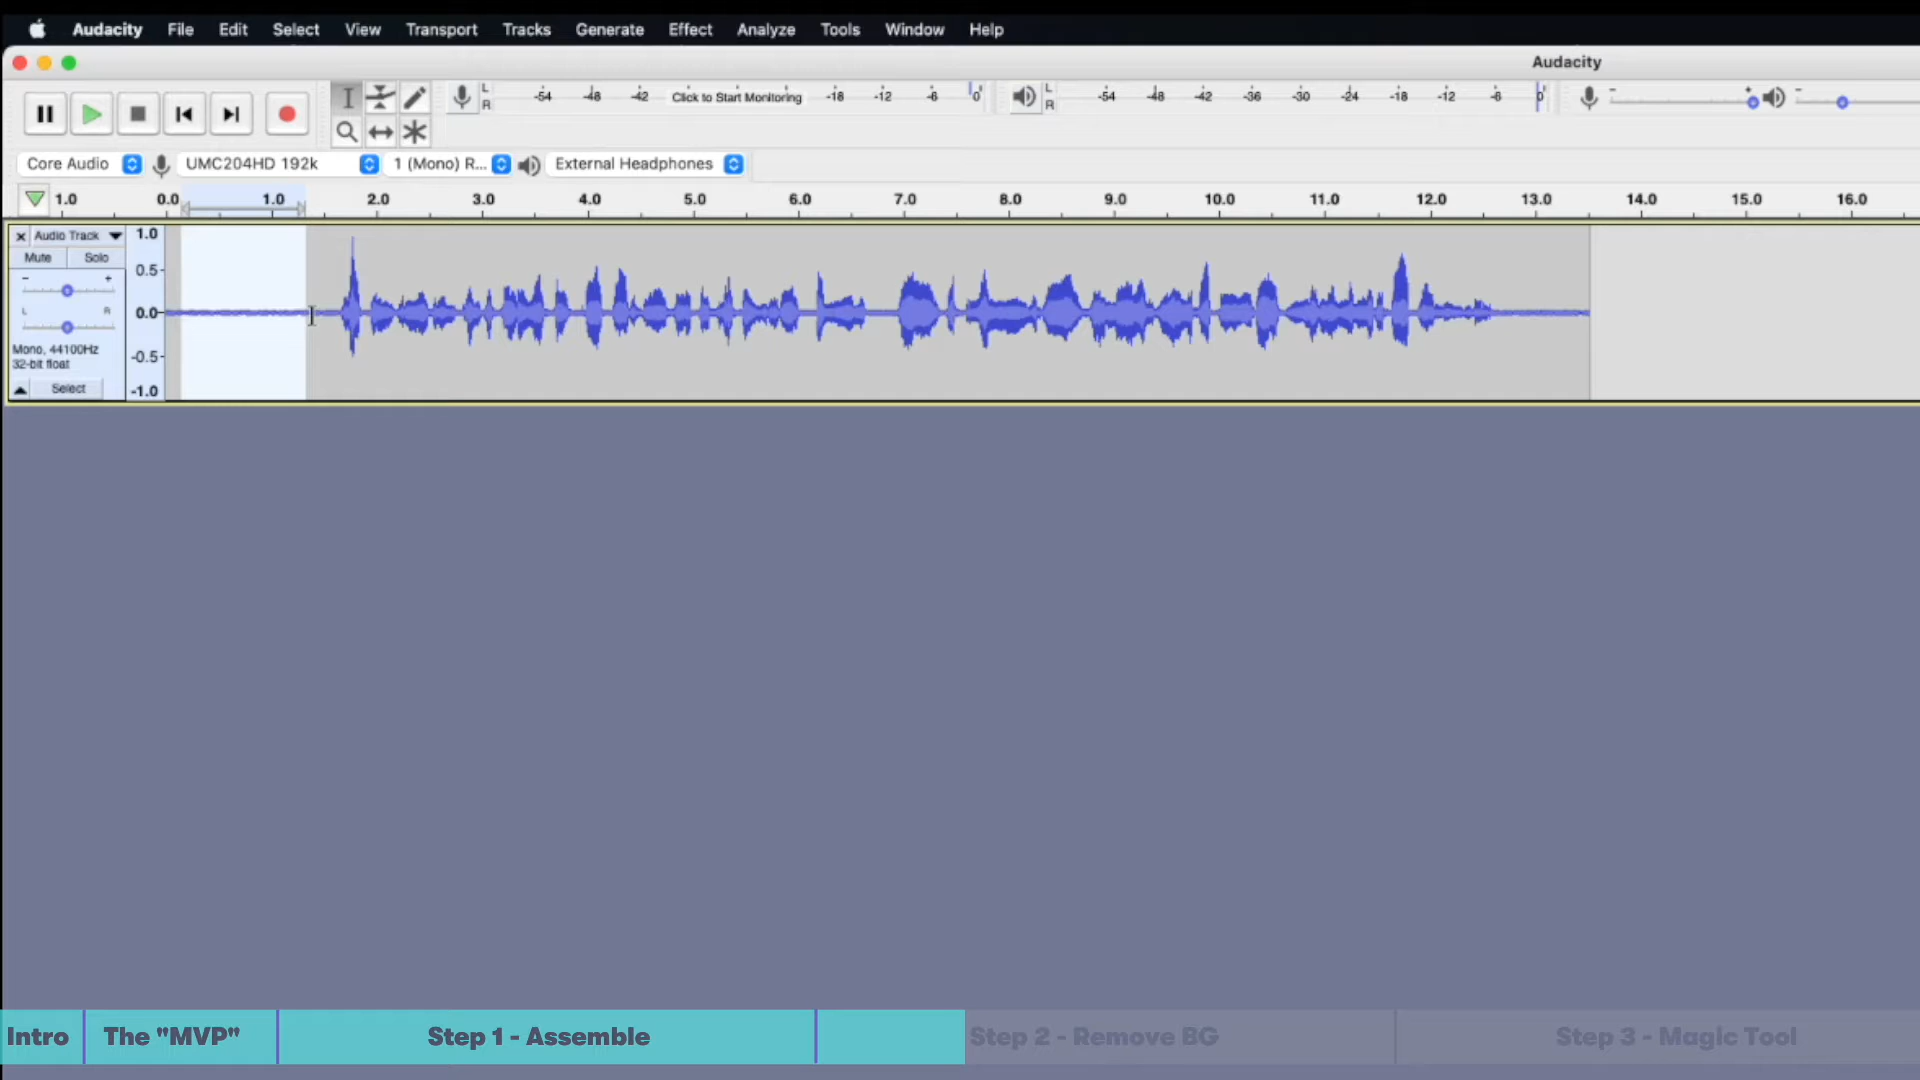 Audacity File Edit Select View Transport Tracks Generate Effect Analyze Tools Window Help
Audacity
L R -54 -48 -42 Click to Start Monitoring -18 -12 -6 0 L R -54 -48 -42 -36 -30 -24 -18 -12 -6 0 - + -
Core Audio UMC204HD 192k 1 (Mono) R... External Headphones
1.0 0.0 1.0 2.0 3.0 4.0 5.0 6.0 7.0 8.0 9.0 10.0 11.0 12.0 13.0 14.0 15.0 16.0
Audio Track 1.0
Mute Solo
- + 0.5
L R 0.0
Mono, 44100Hz -0.5
32-bit float
Select -1.0
Intro The "MVP" Step 1 - Assemble Step 2 - Remove BG Step 3 - Magic Tool